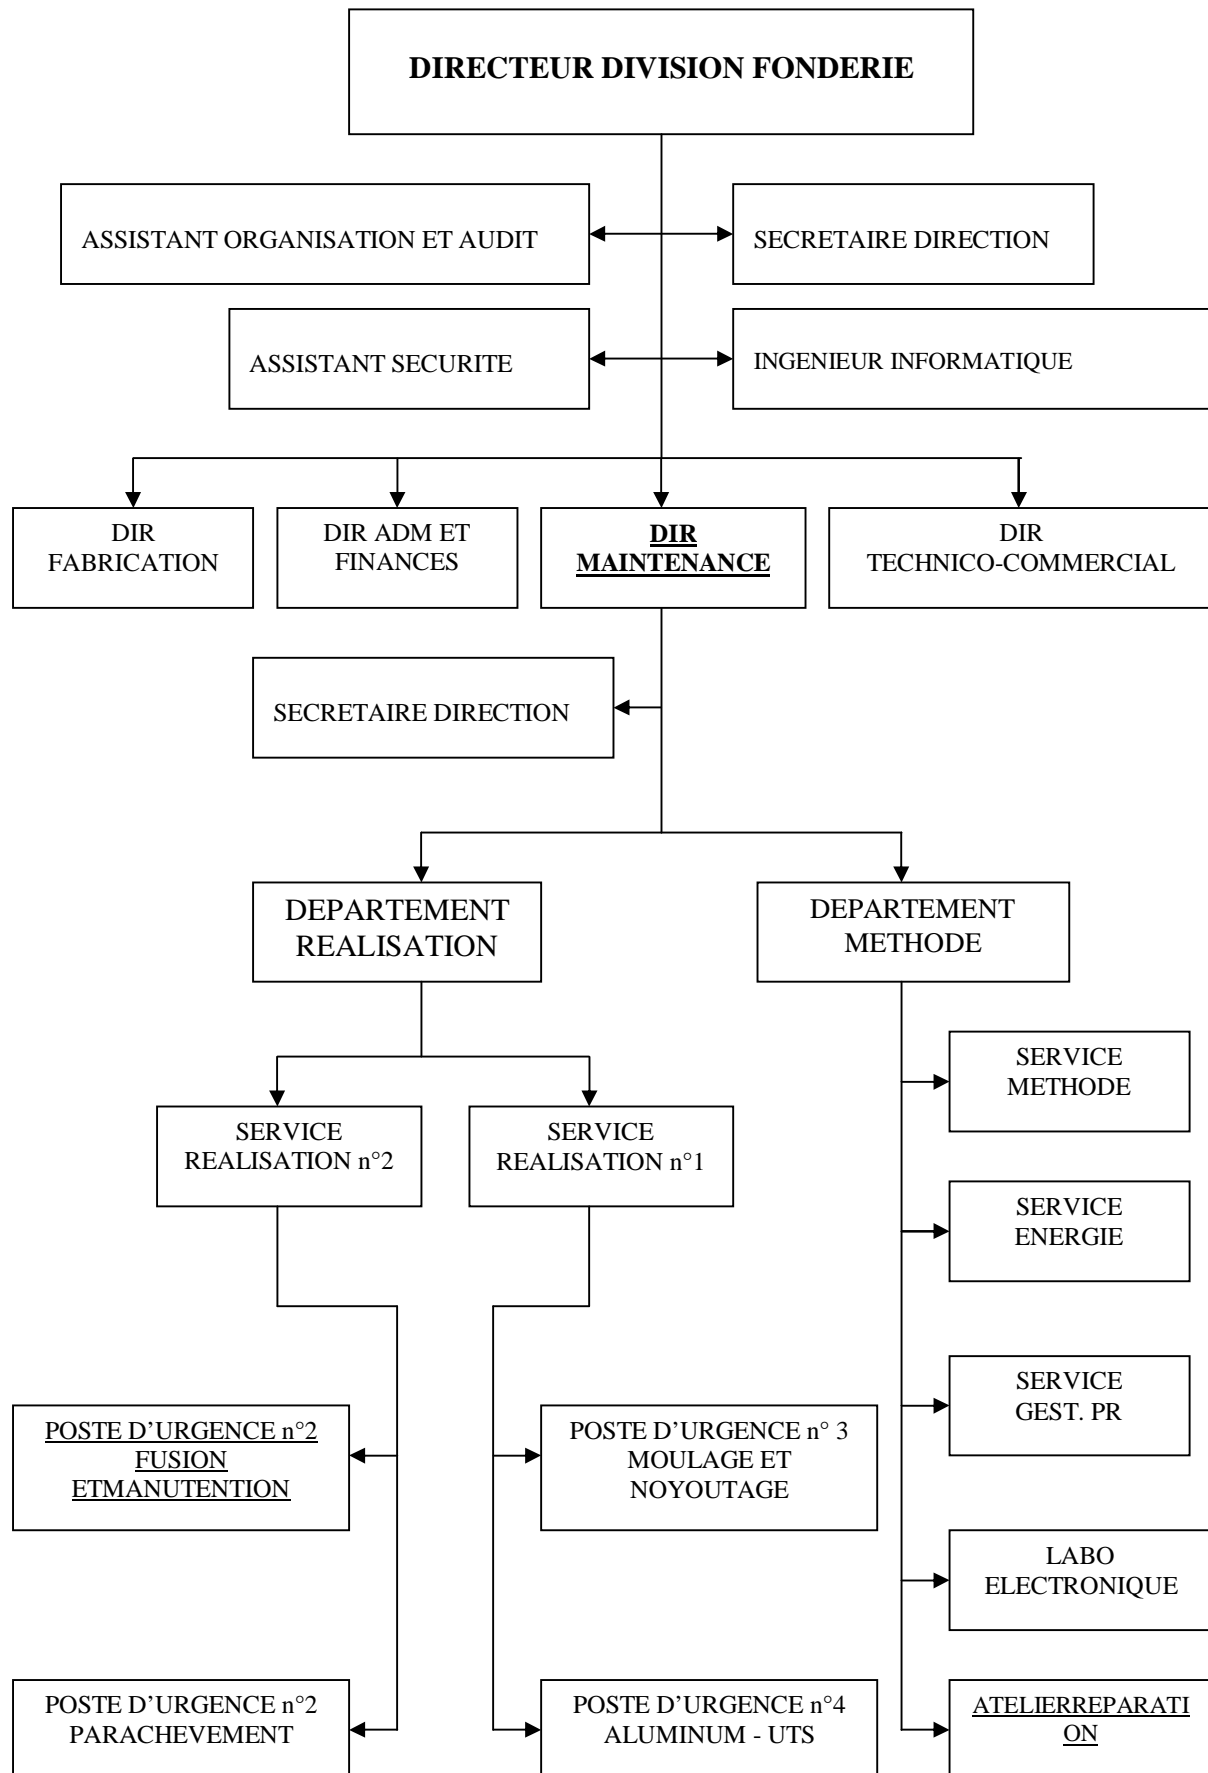 DIRECTEUR DIVISION FONDERIE
ASSISTANT ORGANISATION ET AUDIT
SECRETAIRE DIRECTION
ASSISTANT SECURITE
INGENIEUR INFORMATIQUE
DIR
FABRICATION
DIR ADM ET
FINANCES
DIR
MAINTENANCE
DIR
TECHNICO-COMMERCIAL
SECRETAIRE DIRECTION
DEPARTEMENT
REALISATION
DEPARTEMENT
METHODE
SERVICE
METHODE
SERVICE
REALISATION n°2
SERVICE
REALISATION n°1
SERVICE
ENERGIE
SERVICE
GEST. PR
POSTE D’URGENCE n°2
FUSION
ETMANUTENTION
POSTE D’URGENCE n° 3
MOULAGE ET
NOYOUTAGE
LABO
ELECTRONIQUE
POSTE D’URGENCE n°2
PARACHEVEMENT
POSTE D’URGENCE n°4
ALUMINUM - UTS
ATELIERREPARATI
ON